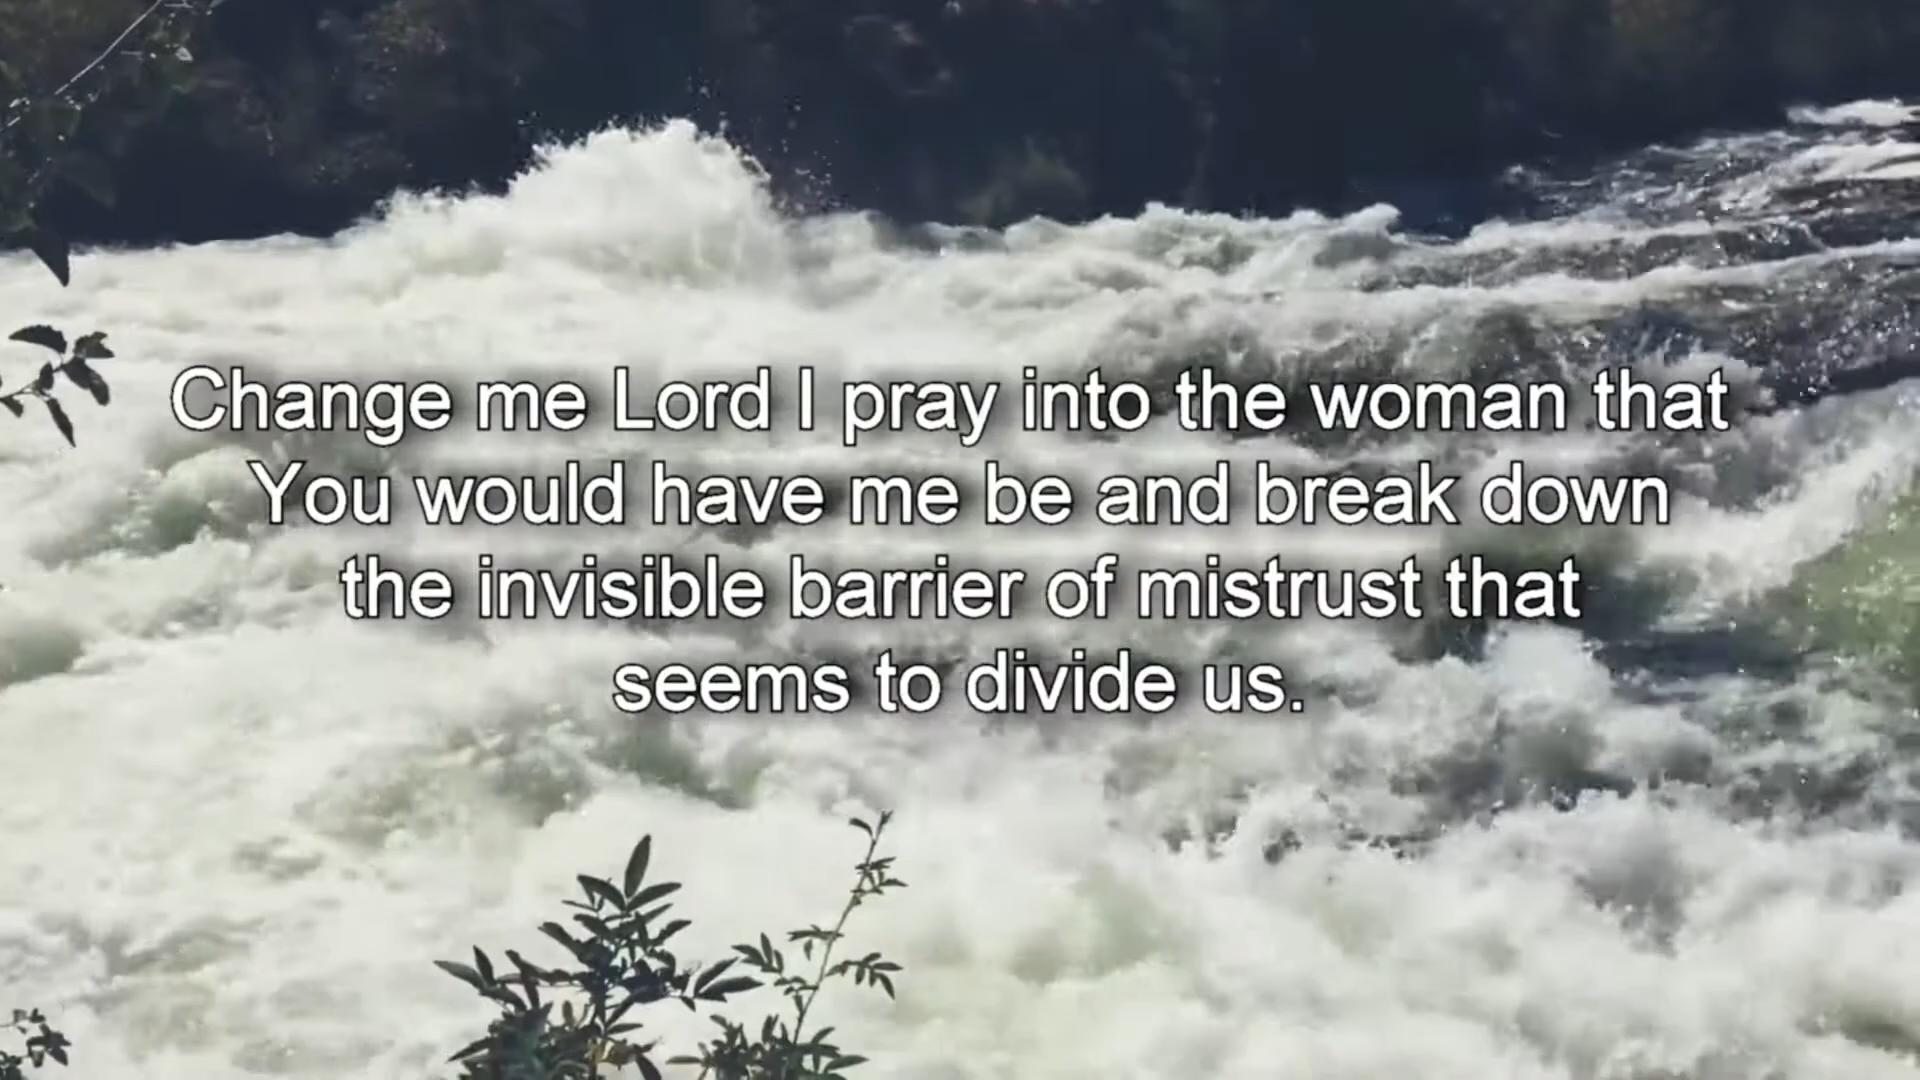 Change me Lord I pray into the woman that
You would have me be and break down
the invisible barrier of mistrust that
seems to divide us.